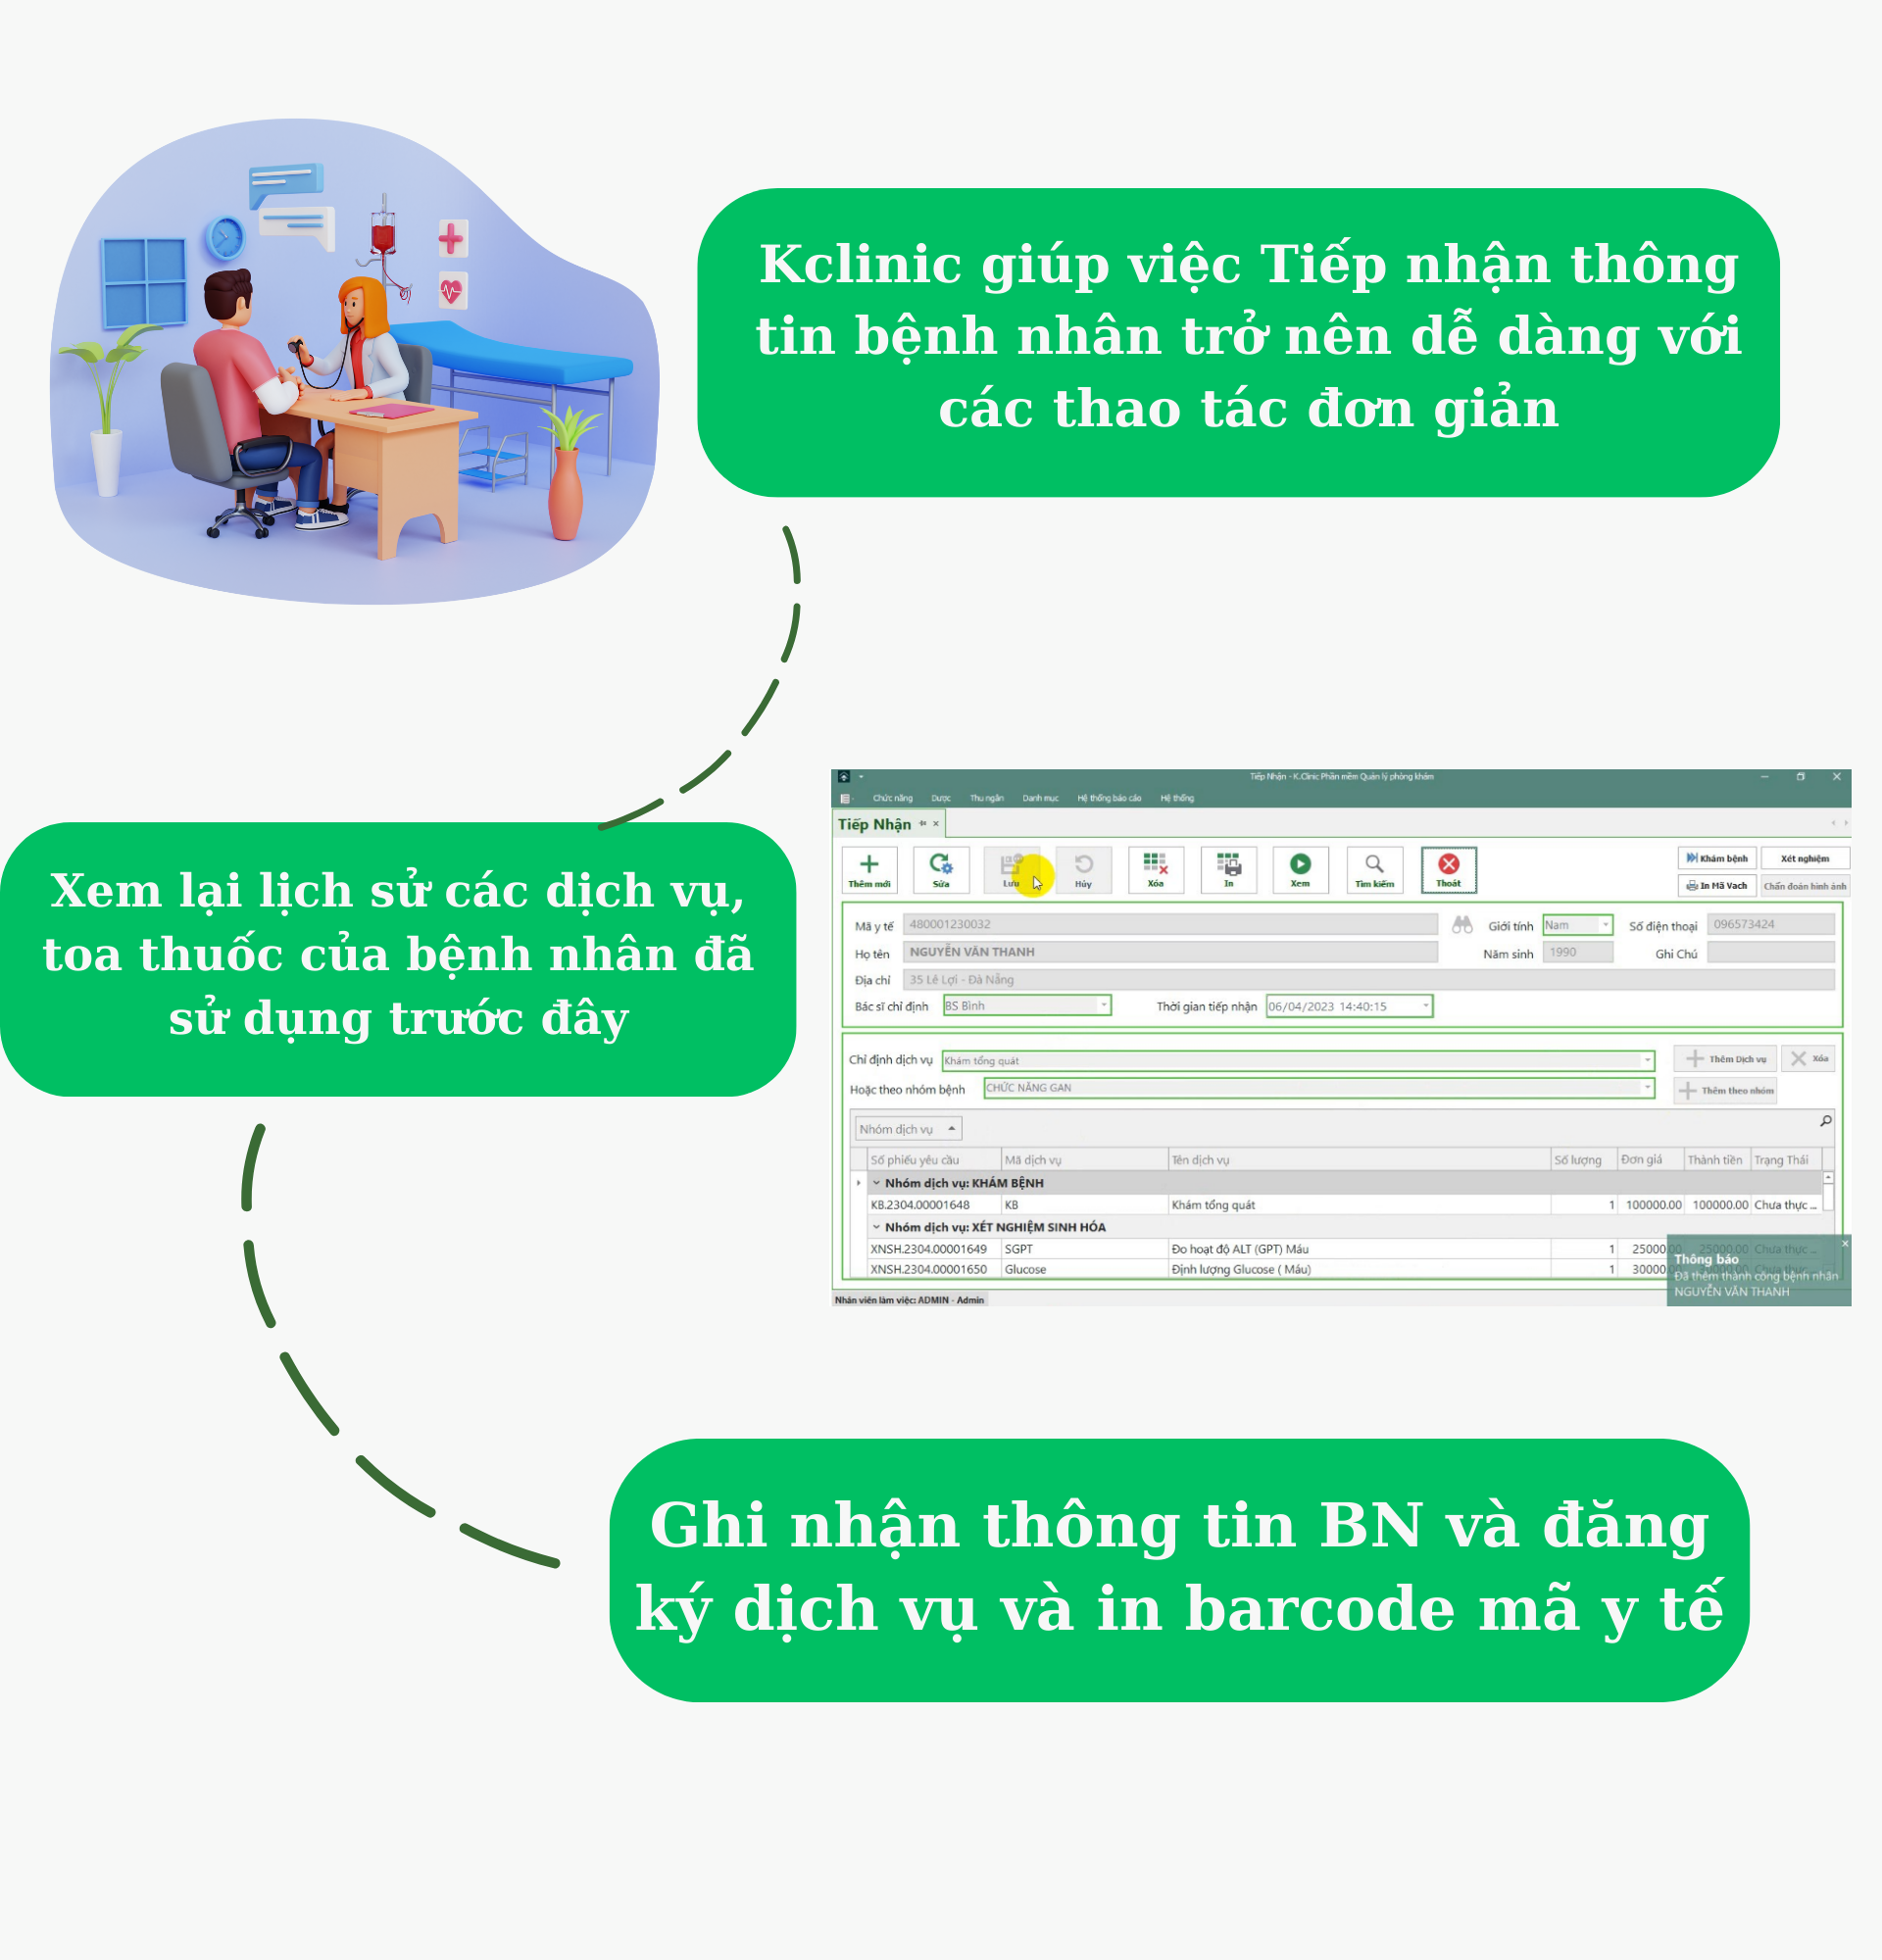 Kclinic giúp việc Tiếp nhận thông
tin bệnh nhân trở nên dễ dàng với
các thao tác đơn giản
Xem lại lịch sử các dịch vụ,
toa thuốc của bệnh nhân đã
sử dụng trước đây
Tiếp Nhận - K.Clinic Phần mềm Quản lý phòng khám
Chức năng Dược Thu ngân Danh mục Hệ thống báo cáo Hệ thống
Tiếp Nhận
Thêm mới Sửa Lưu Hủy Xóa In Xem Tìm kiếm Thoát
Khám bệnh Xét nghiệm
In Mã Vach Chẩn đoán hình ảnh
Mã y tế 480001230032 Giới tính Nam Số điện thoại 096573424
Họ tên NGUYỄN VĂN THANH Năm sinh 1990 Ghi Chú
Địa chỉ 35 Lê Lợi - Đà Nẵng
Bác sĩ chỉ định BS Bình Thời gian tiếp nhận 06/04/2023 14:40:15
Chỉ định dịch vụ Khám tổng quát Thêm Dịch vụ Xóa
Hoặc theo nhóm bệnh CHỨC NĂNG GAN Thêm theo nhóm
Nhóm dịch vụ
Số phiếu yêu cầu Mã dịch vụ Tên dịch vụ Số lượng Đơn giá Thành tiền Trạng Thái
Nhóm dịch vụ: KHÁM BỆNH
KB.2304.00001648 KB Khám tổng quát 1 100000.00 100000.00 Chưa thực ...
Nhóm dịch vụ: XÉT NGHIỆM SINH HÓA
XNSH.2304.00001649 SGPT Đo hoạt độ ALT (GPT) Máu 1 25000.00 25000.00 Chưa thực ...
XNSH.2304.00001650 Glucose Định lượng Glucose ( Máu) 1 30000
Thông báo
Đã thêm thành công bệnh nhân
NGUYỄN VĂN THANH
Nhân viên làm việc: ADMIN - Admin
Ghi nhận thông tin BN và đăng
ký dịch vụ và in barcode mã y tế